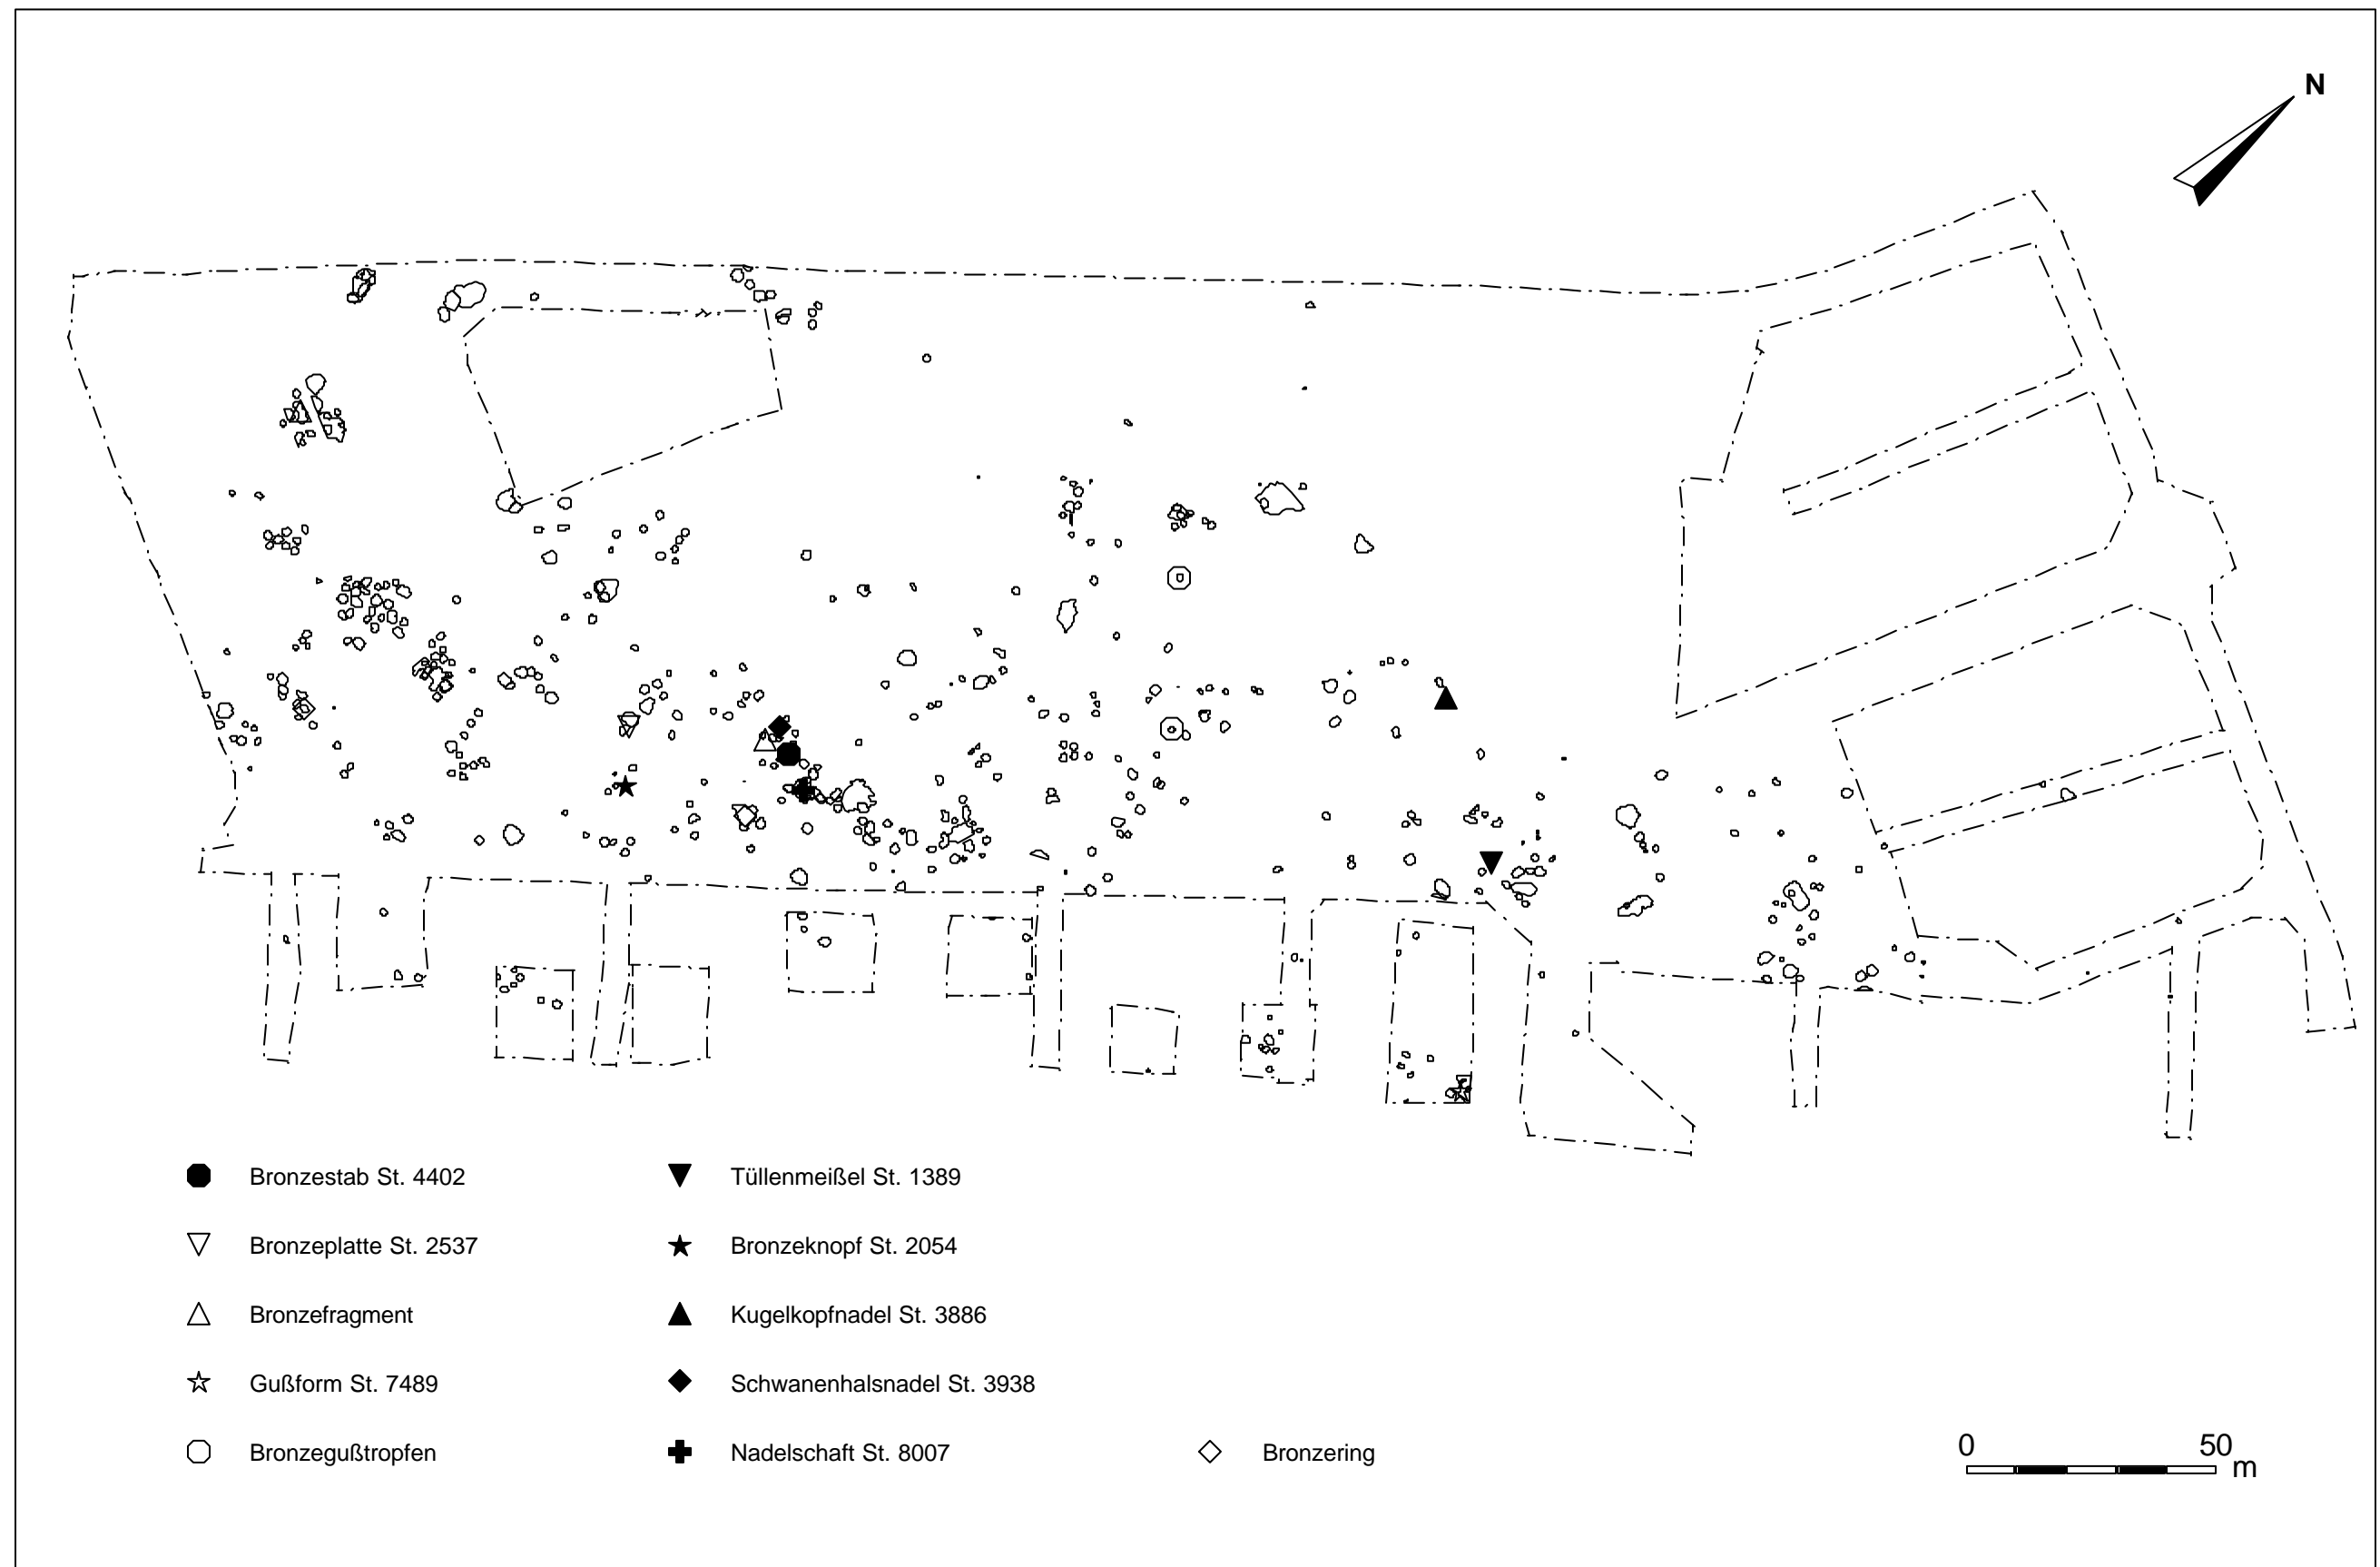 N
Bronzestab St. 4402
Tüllenmeißel St. 1389
Bronzeplatte St. 2537
Bronzeknopf St. 2054
Bronzefragment
Kugelkopfnadel St. 3886
Gußform St. 7489
Schwanenhalsnadel St. 3938
Bronzegußtropfen
Nadelschaft St. 8007
Bronzering
0 50
m